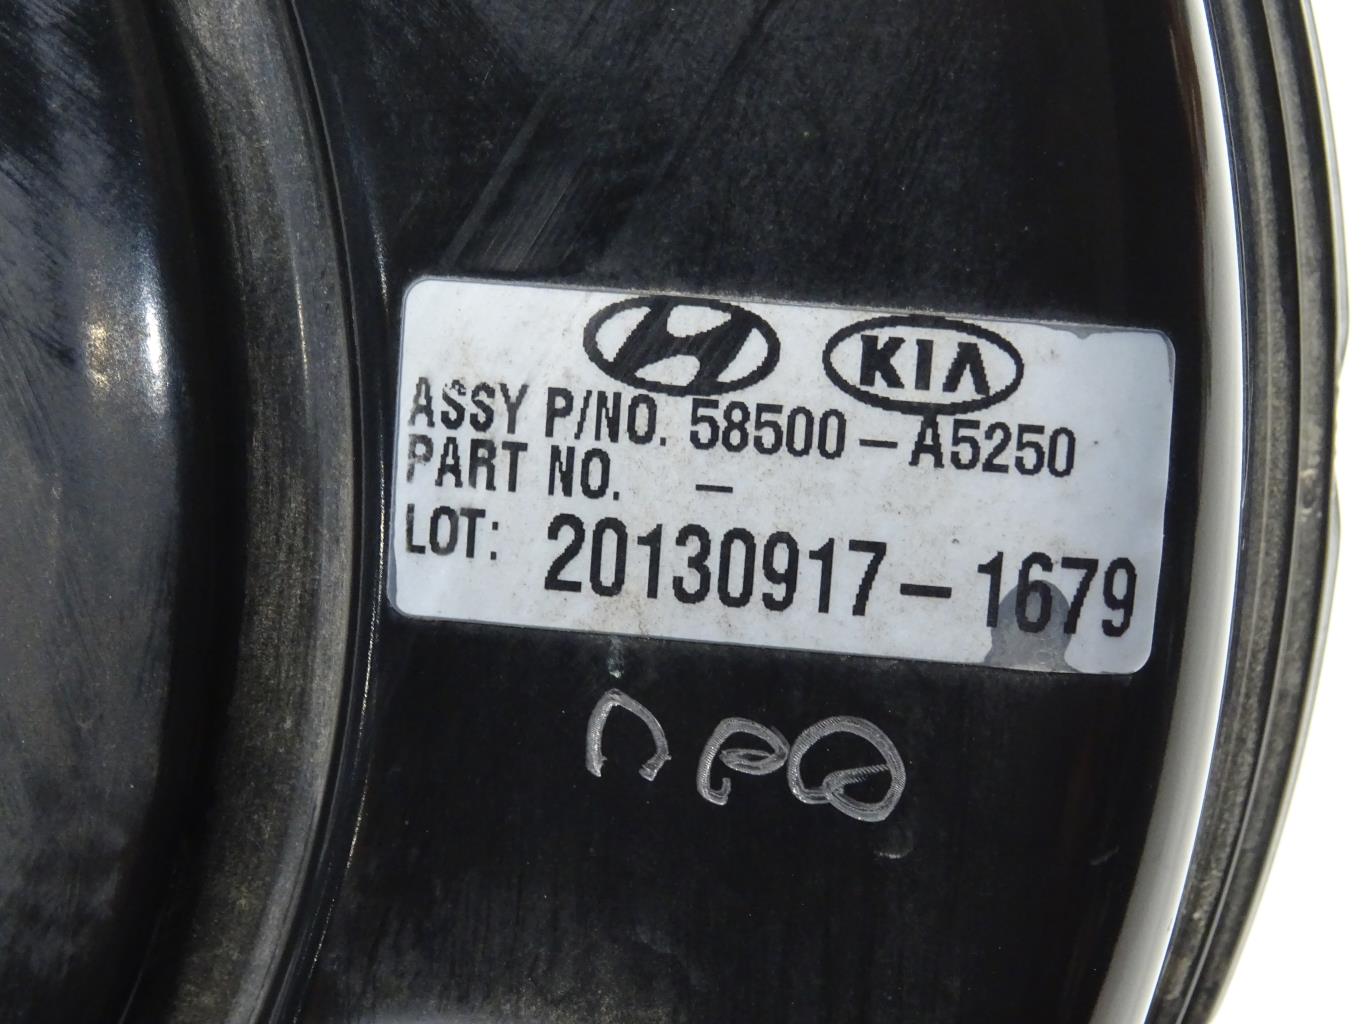 KIA
ASSY P/NO. 58500-A5250
PART NO. -
LOT: 20130917-1679